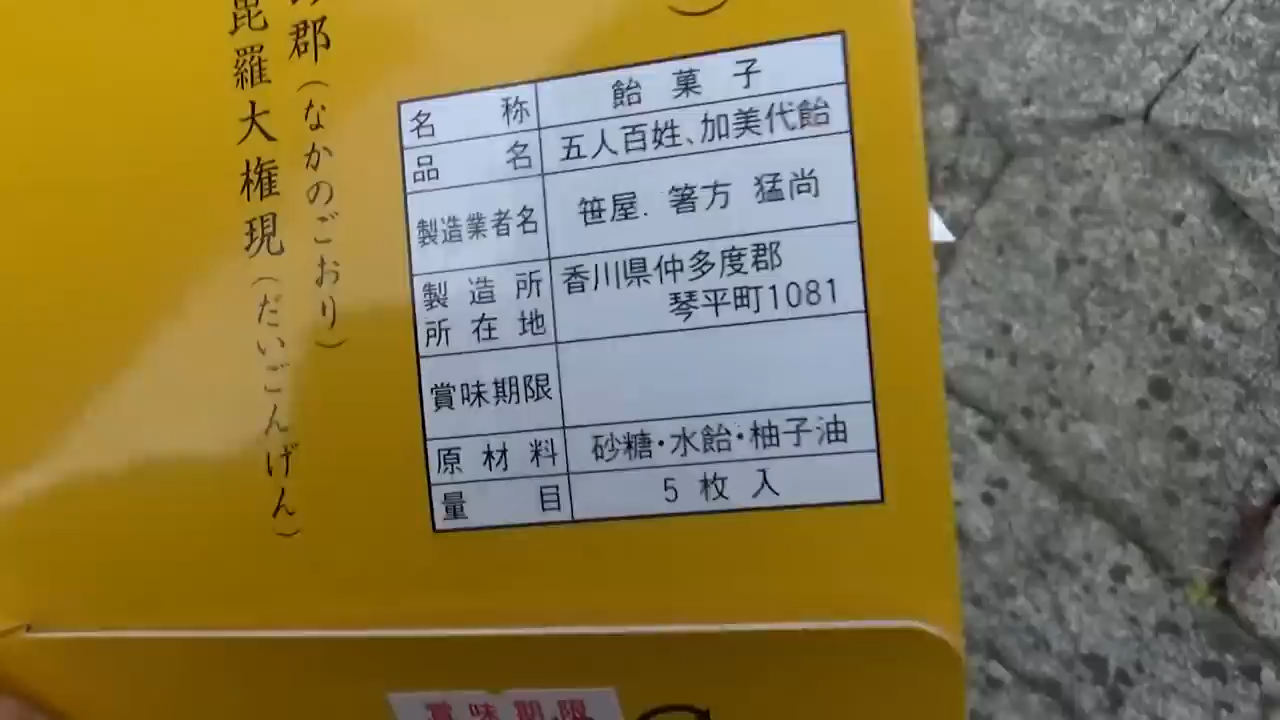 郡（なかのごおり）
毘羅大権現（だいごんげん）
名称 飴菓子
品名 五人百姓、加美代飴
製造業者名 笹屋. 箸方 猛尚
製造所 香川県仲多度郡
所在地 琴平町1081
賞味期限
原材料 砂糖・水飴・柚子油
量目 5枚入
賞味期限